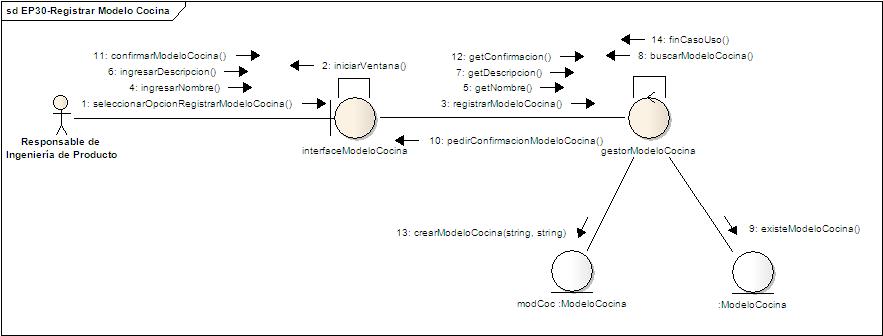 sd EP30-Registrar Modelo Cocina
14: finCasoUso()
11: confirmarModeloCocina()
12: getConfirmacion()
8: buscarModeloCocina()
2: iniciarVentana()
6: ingresarDescripcion()
7: getDescripcion()
4: ingresarNombre()
5: getNombre()
1: seleccionarOpcionRegistrarModeloCocina()
3: registrarModeloCocina()
Responsable de
Ingeniería de Producto
interfaceModeloCocina
10: pedirConfirmacionModeloCocina()
gestorModeloCocina
13: crearModeloCocina(string, string)
9: existeModeloCocina()
modCoc :ModeloCocina
:ModeloCocina